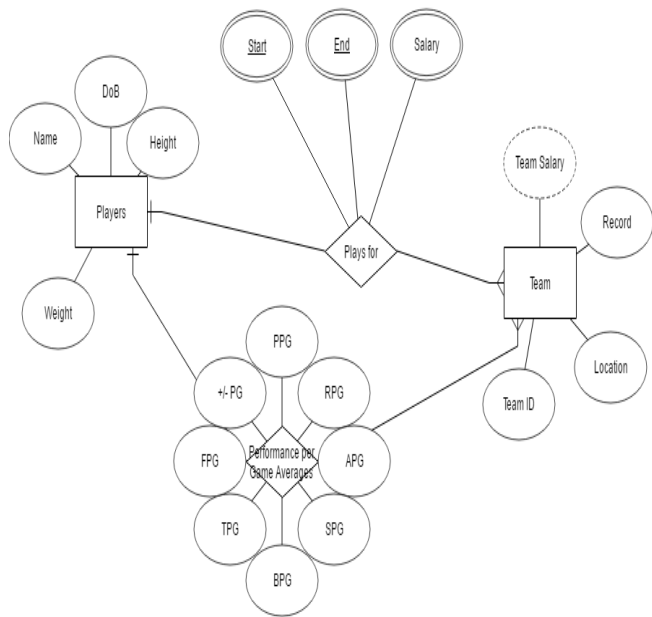 Start
End
Salary
DoB
Name
Height
Team Salary
Players
Record
Plays for
Team
Weight
PPG
Location
+/- PG
RPG
Team ID
Performance per
Game Averages
FPG
APG
TPG
SPG
BPG